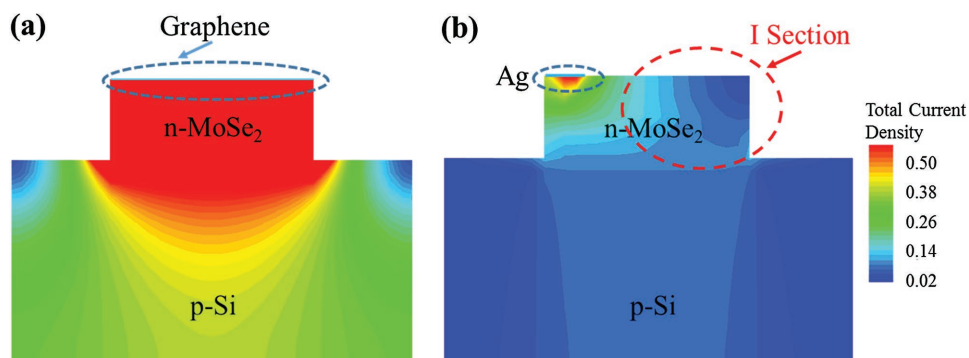 (a)
Graphene
n-MoSe2
p-Si
(b)
I Section
Ag
n-MoSe2
p-Si
Total Current
Density
0.50
0.38
0.26
0.14
0.02